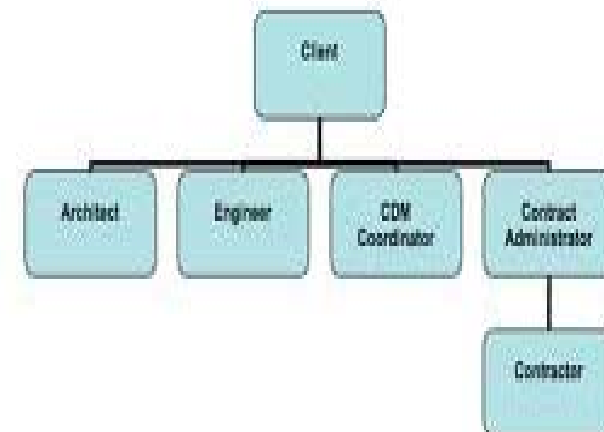 Client
Architect
Engineer
CDM
Coordinator
Contract
Administrator
Contractor